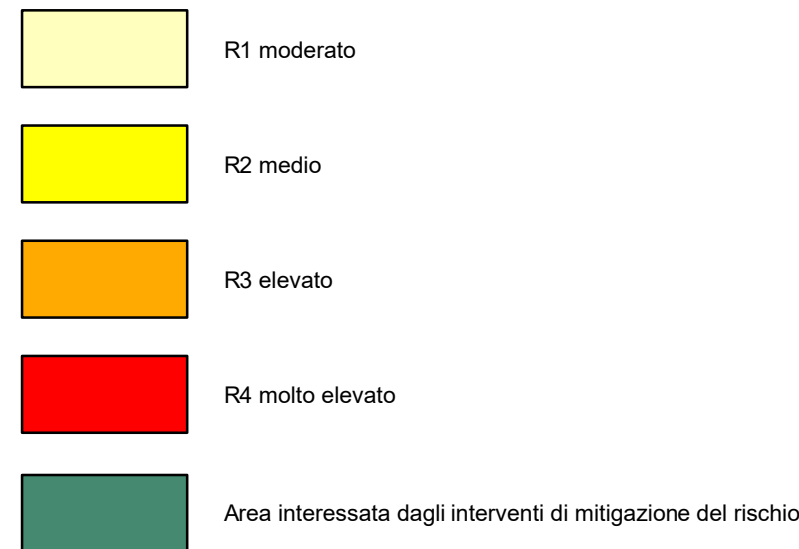 R1 moderato
R2 medio
R3 elevato
R4 molto elevato
Area interessata dagli interventi di mitigazione del rischio